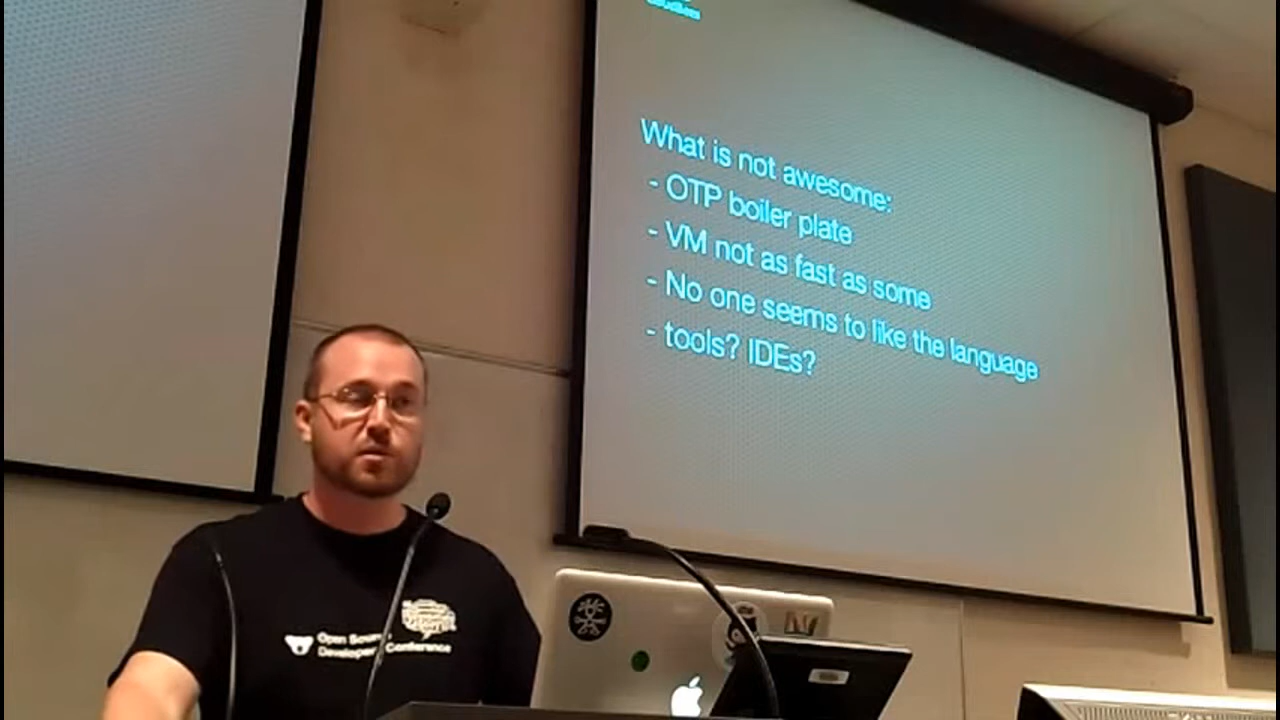 What is not awesome:
- OTP boiler plate
- VM not as fast as some
- No one seems to like the language
- tools? IDEs?
Open Source
Developers Conference